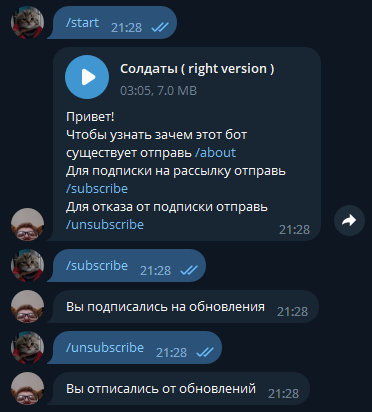 /start 21:28
Солдаты ( right version )
03:05, 7.0 MB
Привет!
Чтобы узнать зачем этот бот
существует отправь /about
Для подписки на рассылку отправь
/subscribe
Для отказа от подписки отправь
/unsubscribe 21:28
/subscribe 21:28
Вы подписались на обновления 21:28
/unsubscribe 21:28
Вы отписались от обновлений 21:28